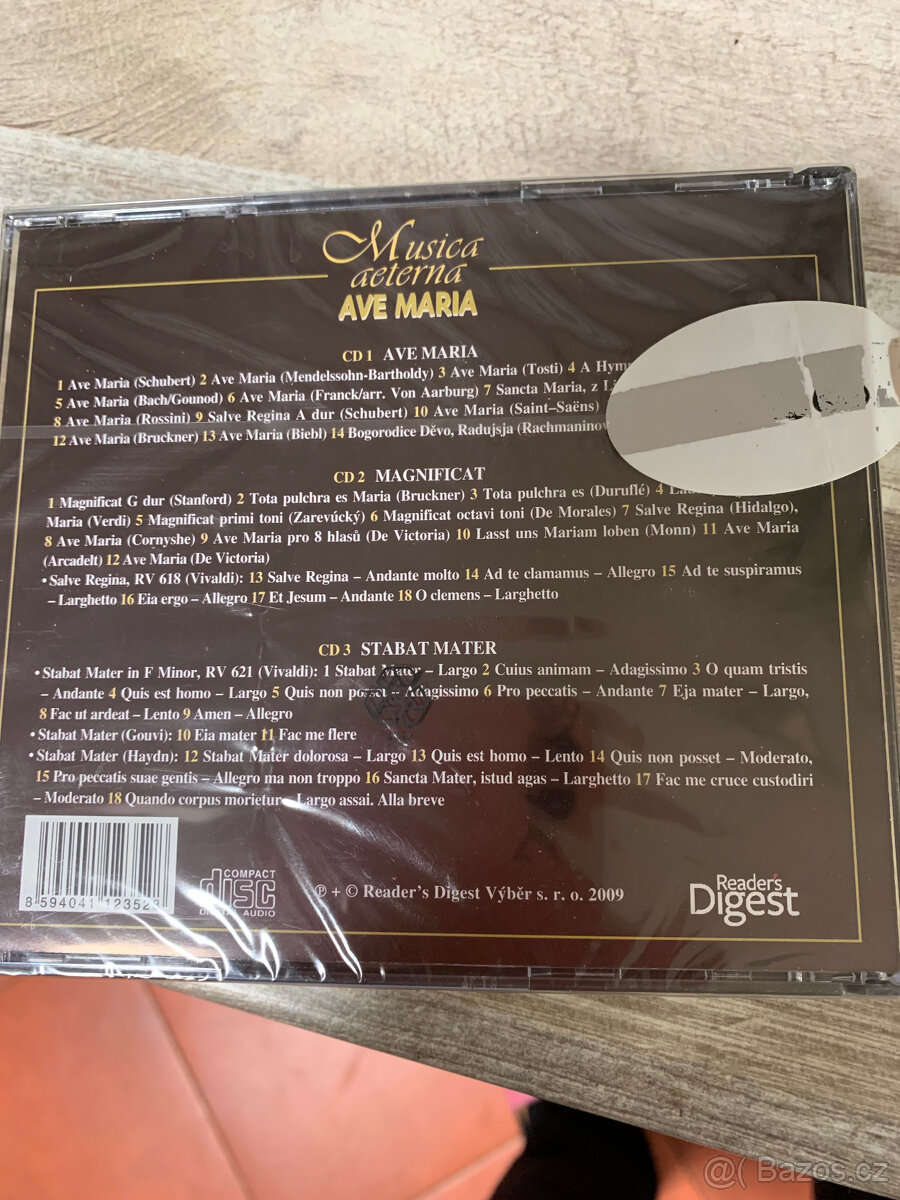 Musica
aeterna
AVE MARIA
CD 1 AVE MARIA
1 Ave Maria (Schubert) 2 Ave Maria (Mendelssohn-Bartholdy) 3 Ave Maria (Tosti) 4 A Hym
5 Ave Maria (Bach/Gounod) 6 Ave Maria (Franck/arr. Von Aarburg) 7 Sancta Maria, z Li
8 Ave Maria (Rossini) 9 Salve Regina A dur (Schubert) 10 Ave Maria (Saint–Saëns)
12 Ave Maria (Bruckner) 13 Ave Maria (Biebl) 14 Bogorodice Děvo, Radujsja (Rachmaninov
CD 2 MAGNIFICAT
1 Magnificat G dur (Stanford) 2 Tota pulchra es Maria (Bruckner) 3 Tota pulchra es (Duruflé) 4
Maria (Verdi) 5 Magnificat primi toni (Zarevúcký) 6 Magnificat octavi toni (De Morales) 7 Salve Regina (Hidalgo),
8 Ave Maria (Cornyshe) 9 Ave Maria pro 8 hlasů (De Victoria) 10 Lasst uns Mariam loben (Monn) 11 Ave Maria
(Arcadelt) 12 Ave Maria (De Victoria)
• Salve Regina, RV 618 (Vivaldi): 13 Salve Regina – Andante molto 14 Ad te clamamus – Allegro 15 Ad te suspiramus
– Larghetto 16 Eia ergo – Allegro 17 Et Jesum – Andante 18 O clemens – Larghetto
CD 3 STABAT MATER
• Stabat Mater in F Minor, RV 621 (Vivaldi): 1 Stabat Mater – Largo 2 Cuius animam – Adagissimo 3 O quam tristis
– Andante 4 Quis est homo – Largo 5 Quis non posset – Adagissimo 6 Pro peccatis – Andante 7 Eja mater – Largo,
8 Fac ut ardeat – Lento 9 Amen – Allegro
• Stabat Mater (Gouvi): 10 Eia mater 11 Fac me flere
• Stabat Mater (Haydn): 12 Stabat Mater dolorosa – Largo 13 Quis est homo – Lento 14 Quis non posset – Moderato,
15 Pro peccatis suae gentis – Allegro ma non troppo 16 Sancta Mater, istud agas – Larghetto 17 Fac me cruce custodiri
– Moderato 18 Quando corpus morietur – Largo assai. Alla breve
8 594041 123523
COMPACT
disc
DIGITAL AUDIO
℗ + © Reader's Digest Výběr s. r. o. 2009
Reader's
Digest
@ Bazos.cz